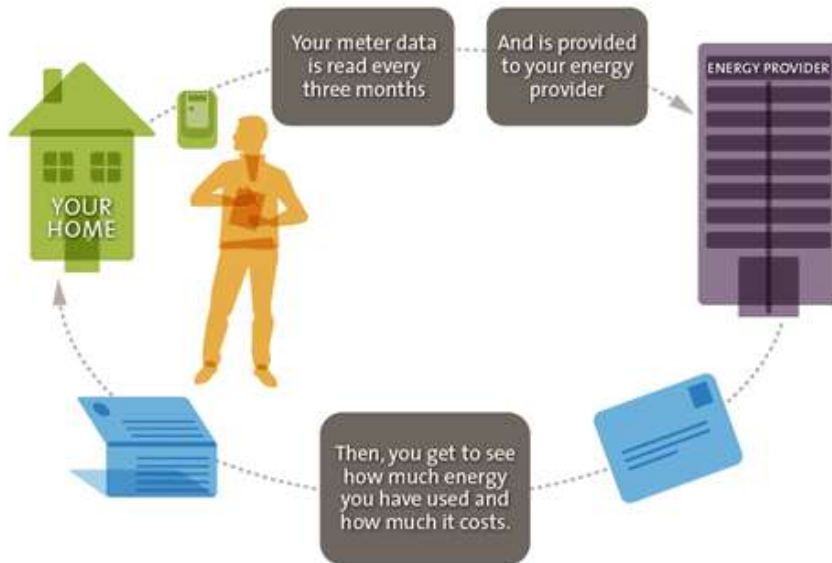 Your meter data
is read every
three months
And is provided
to your energy
provider
ENERGY PROVIDER
YOUR
HOME
Then, you get to see
how much energy
you have used and
how much it costs.